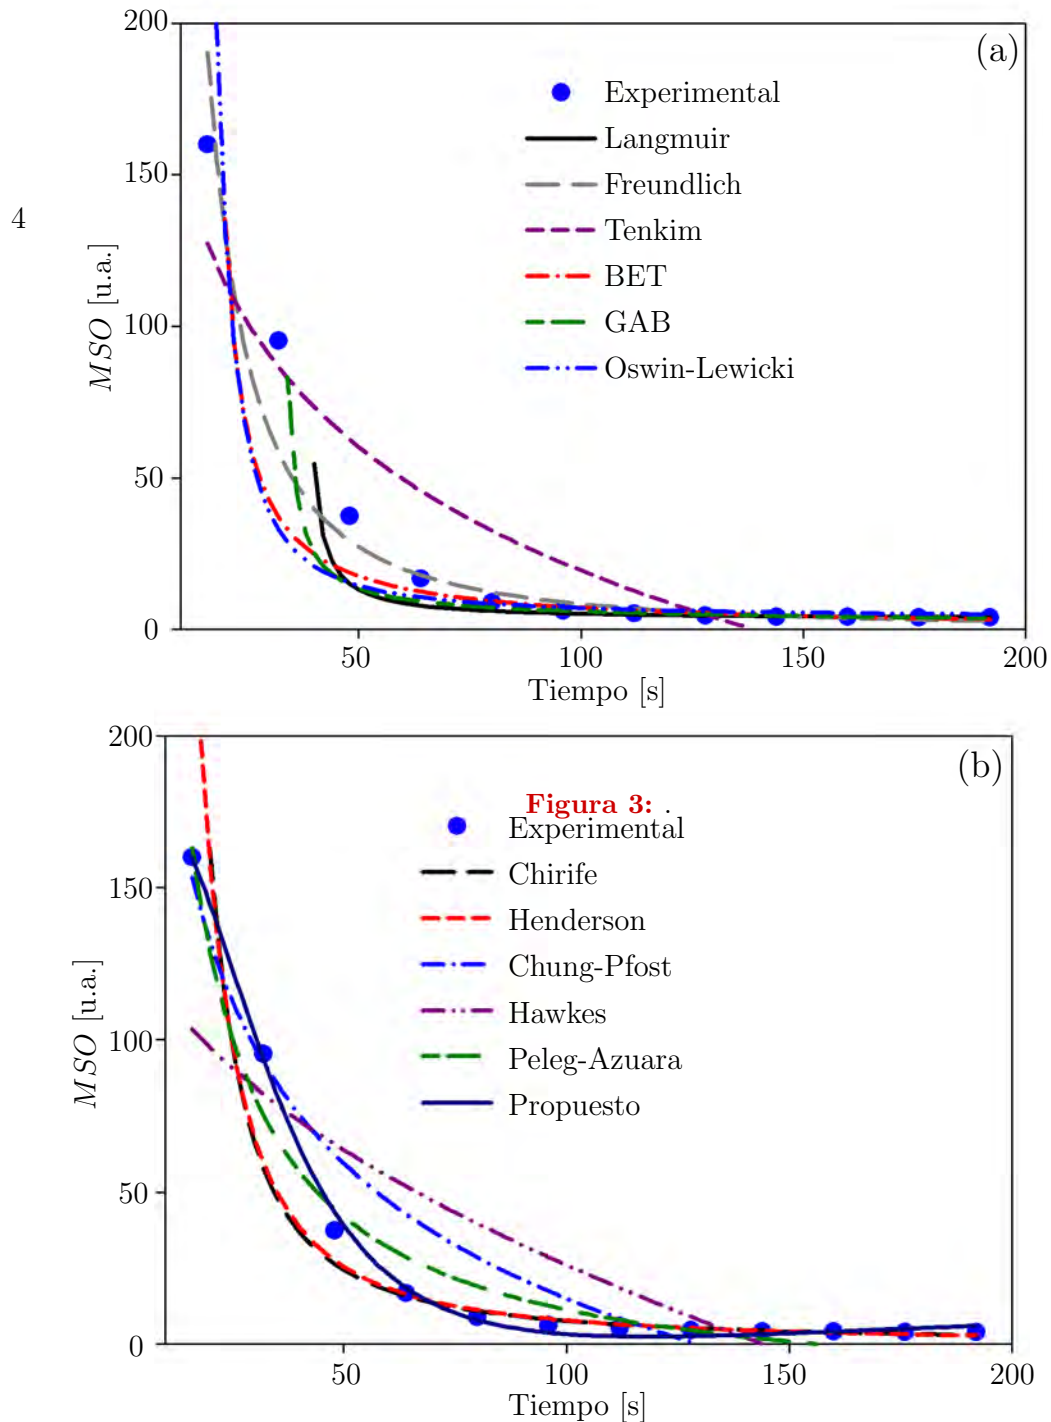 4
(a)
200
150
100
50
0
MSO [u.a.]
Experimental
Langmuir
Freundlich
Tenkim
BET
GAB
Oswin-Lewicki
50 100 150 200
Tiempo [s]
(b)
200
150
100
50
0
MSO [u.a.]
Figura 3: .
Experimental
Chirife
Henderson
Chung-Pfost
Hawkes
Peleg-Azuara
Propuesto
50 100 150 200
Tiempo [s]